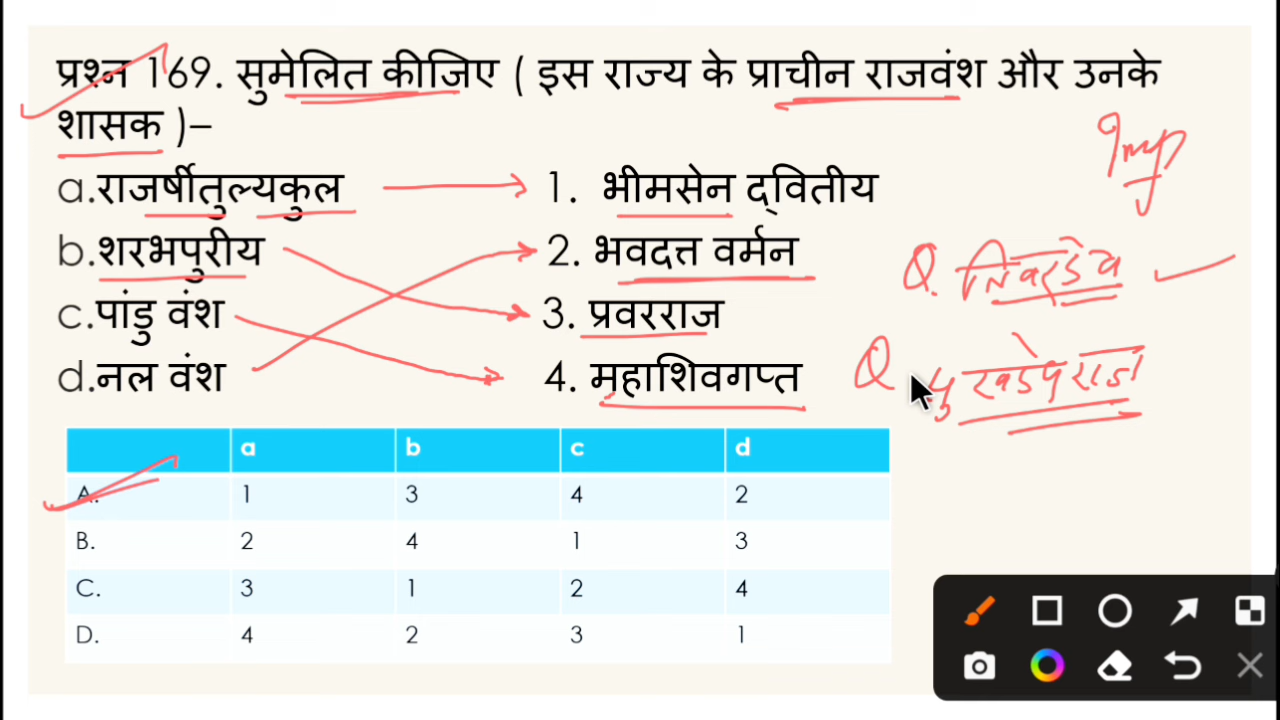 प्रश्न 169. सुमेलित कीजिए ( इस राज्य के प्राचीन राजवंश और उनके
शासक )–
a.राजर्षीतुल्यकुल 1. भीमसेन द्वितीय
b.शरभपुरीय 2. भवदत्त वर्मन
c.पांडु वंश 3. प्रवरराज
d.नल वंश 4. महाशिवगप्त
Imp
Q.
Q
a b c d
A. 1 3 4 2
B. 2 4 1 3
C. 3 1 2 4
D. 4 2 3 1